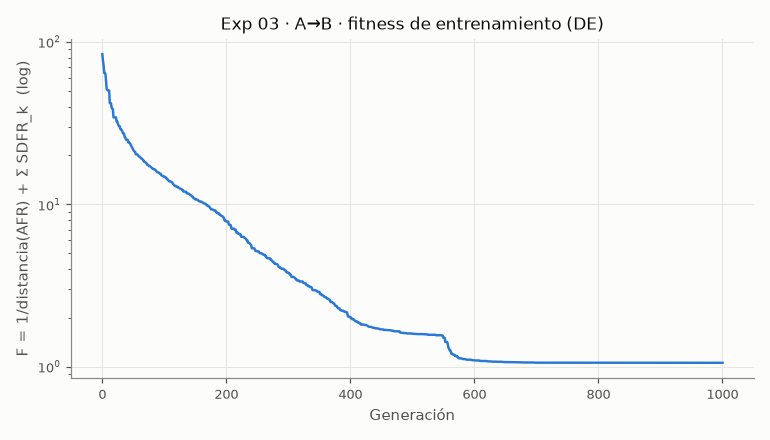 Exp 03 · A→B · fitness de entrenamiento (DE)
F = 1/distancia(AFR) + Σ SDFR_k (log)
10²
10¹
10⁰
0 200 400 600 800 1000
Generación